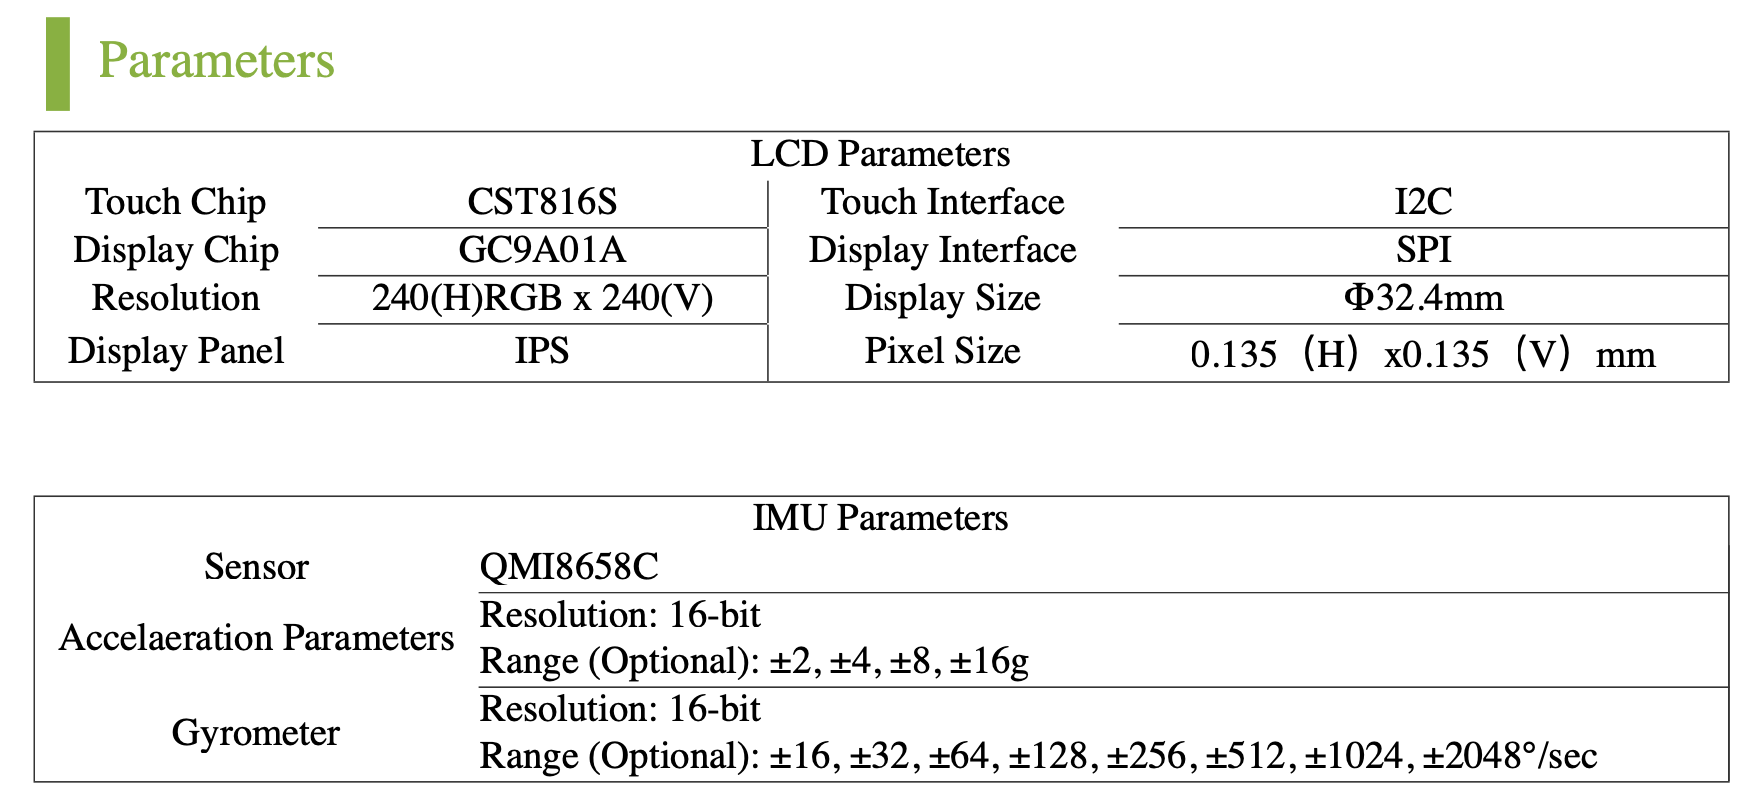 Parameters
LCD Parameters
Touch Chip CST816S Touch Interface I2C
Display Chip GC9A01A Display Interface SPI
Resolution 240(H)RGB x 240(V) Display Size Φ32.4mm
Display Panel IPS Pixel Size 0.135（H）x0.135（V）mm
IMU Parameters
Sensor QMI8658C
Accelaeration Parameters Resolution: 16-bit
Range (Optional): ±2, ±4, ±8, ±16g
Gyrometer Resolution: 16-bit
Range (Optional): ±16, ±32, ±64, ±128, ±256, ±512, ±1024, ±2048°/sec